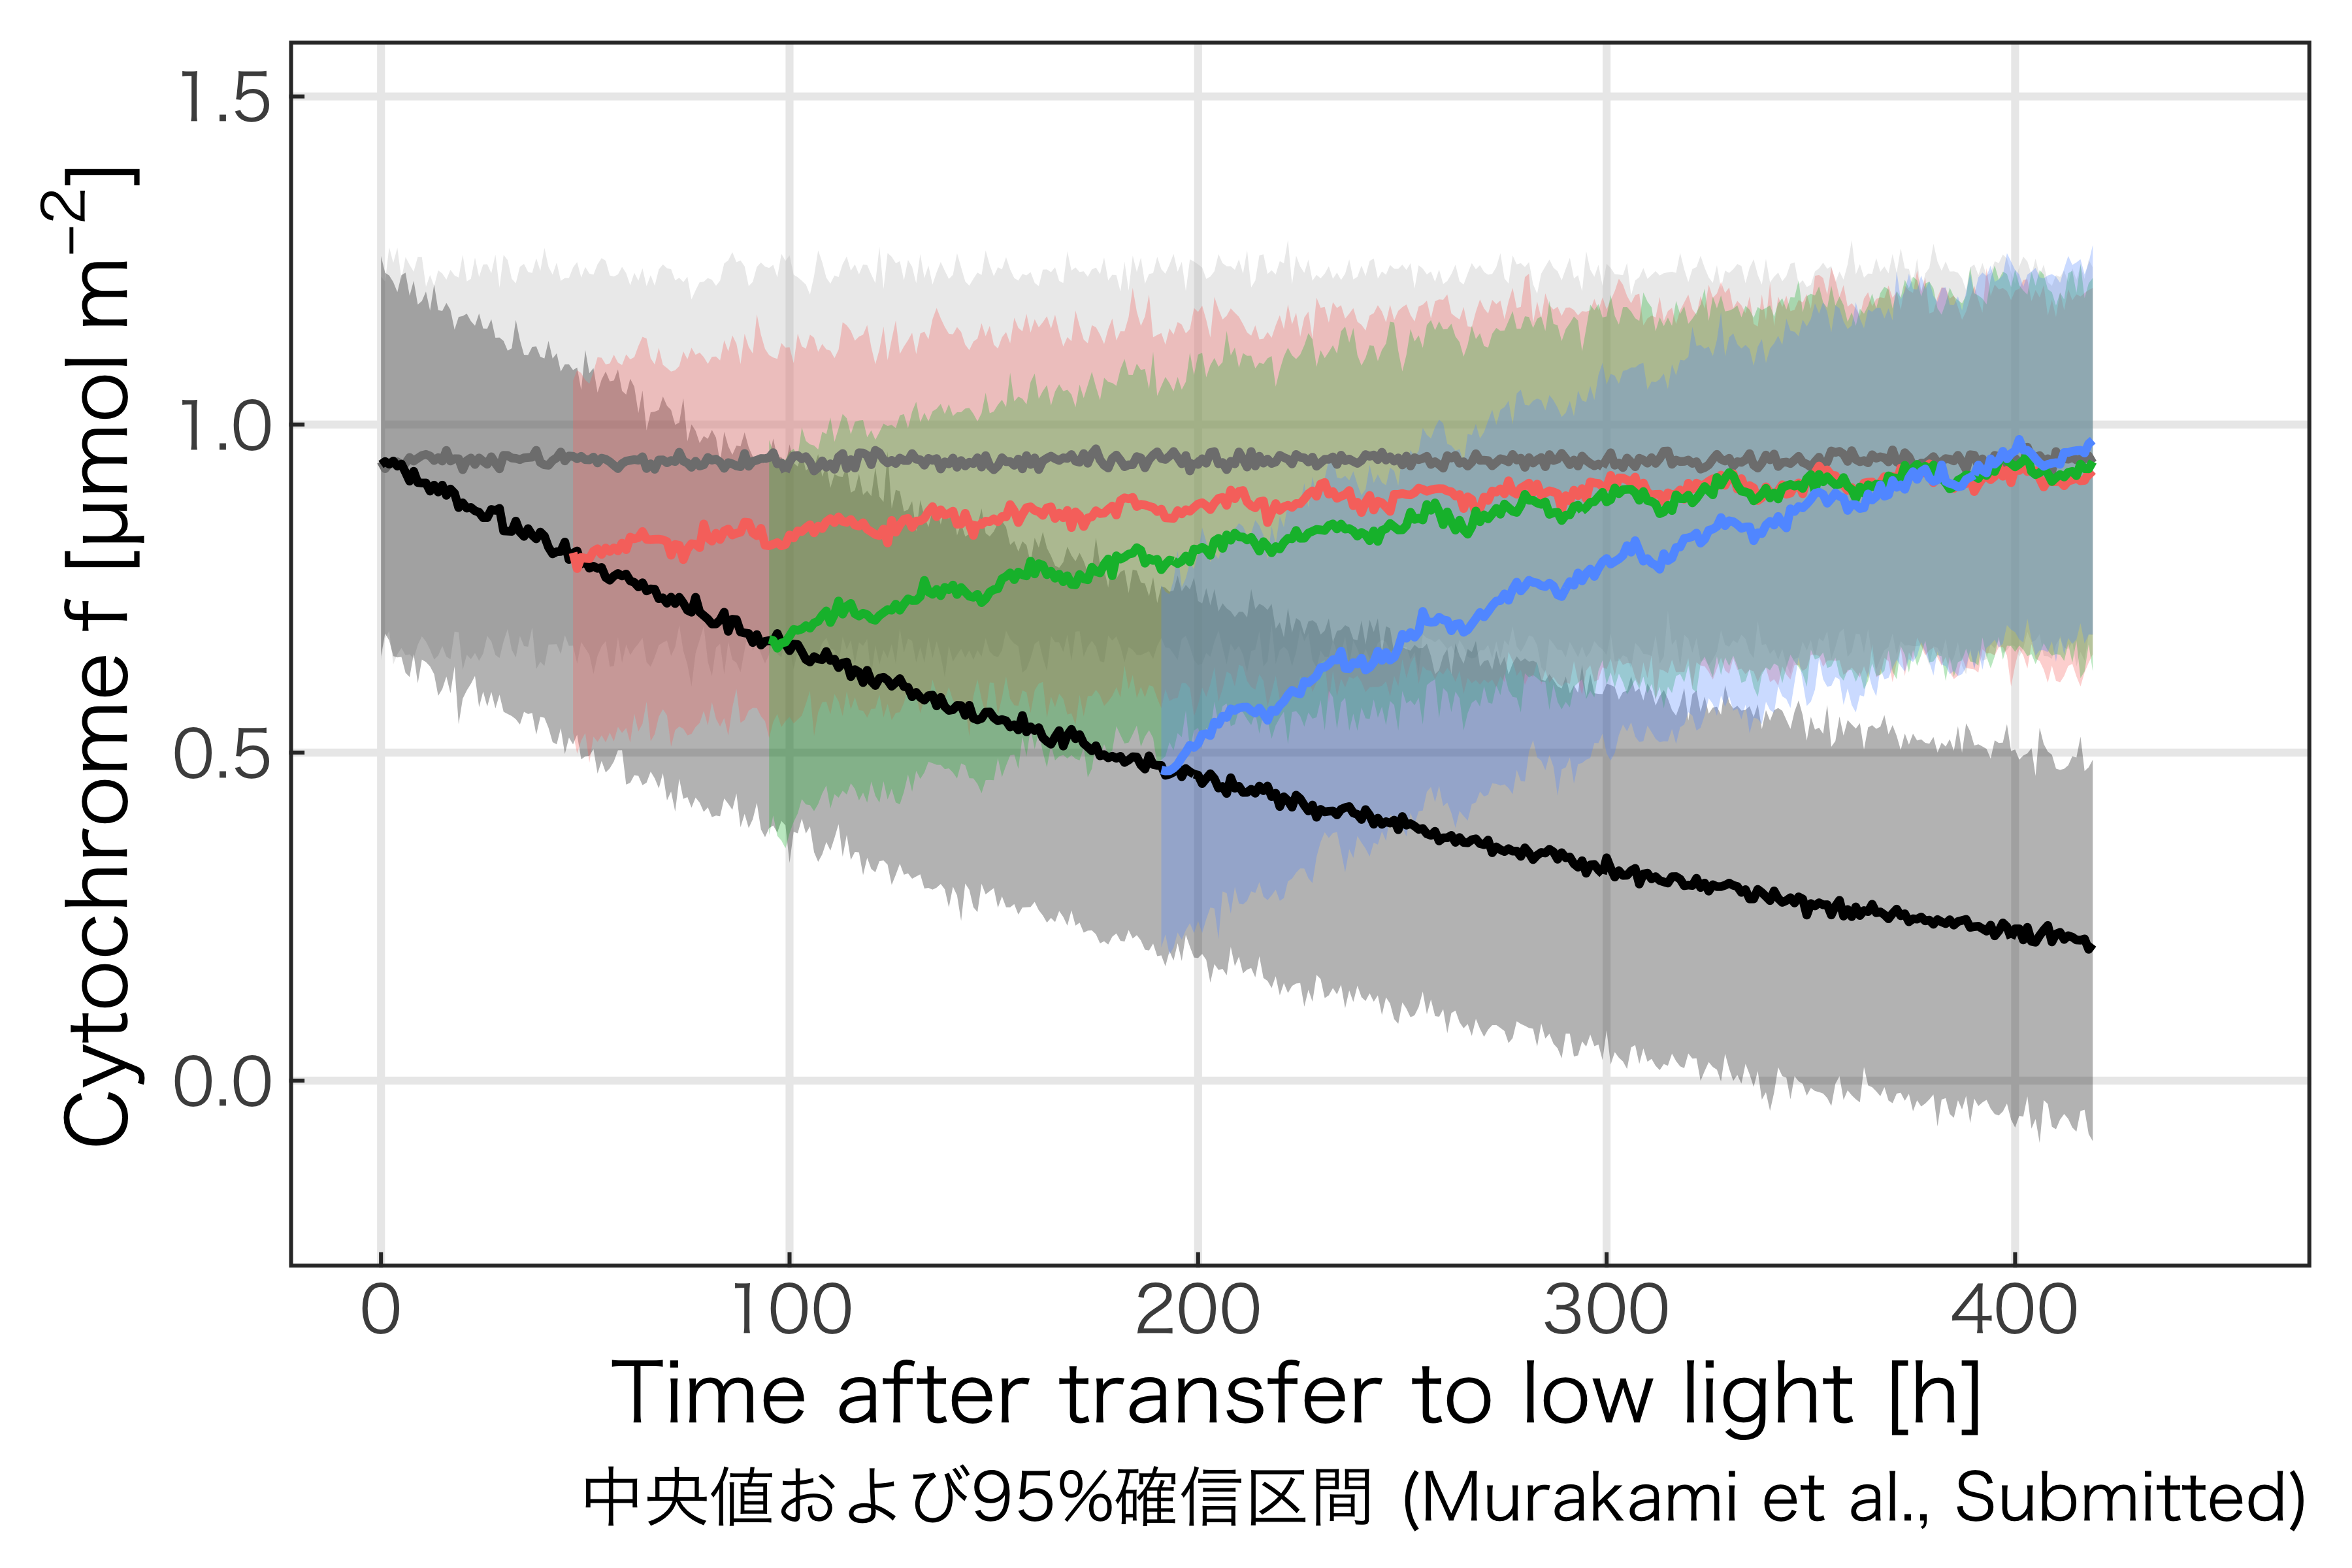 Cytochrome f [µmol m⁻²]
1.5
1.0
0.5
0.0
0 100 200 300 400
Time after transfer to low light [h]
中央値および95%確信区間 (Murakami et al., Submitted)